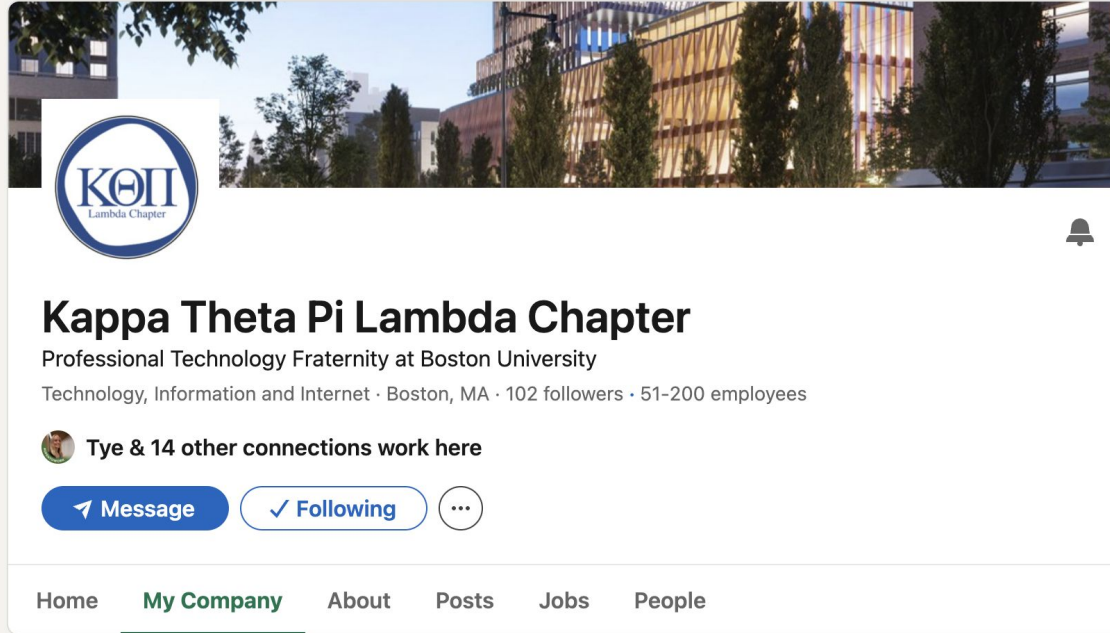 ΚΘΠ
Lambda Chapter
Kappa Theta Pi Lambda Chapter
Professional Technology Fraternity at Boston University
Technology, Information and Internet · Boston, MA · 102 followers · 51-200 employees
Tye & 14 other connections work here
Message
Following
Home
My Company
About
Posts
Jobs
People